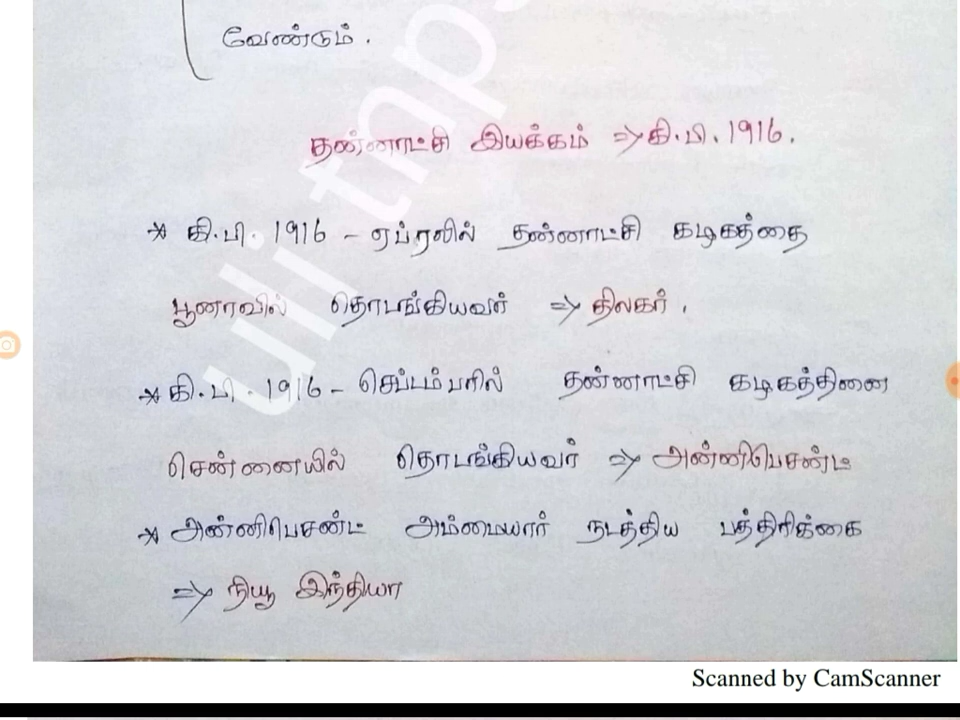 வேண்டும்.
தன்னாட்சி இயக்கம் => கி.பி. 1916.
* கி.பி. 1916 - ஏப்ரலில் தன்னாட்சி கழகத்தை
பூனாவில் தொடங்கியவர் => திலகர்.
* கி.பி. 1916 - செப்டம்பரில் தன்னாட்சி கழகத்தினை
சென்னையில் தொடங்கியவர் => அன்னிபெசண்ட்
* அன்னிபெசண்ட் அம்மையார் நடத்திய பத்திரிக்கை
=> நியூ இந்தியா
Scanned by CamScanner